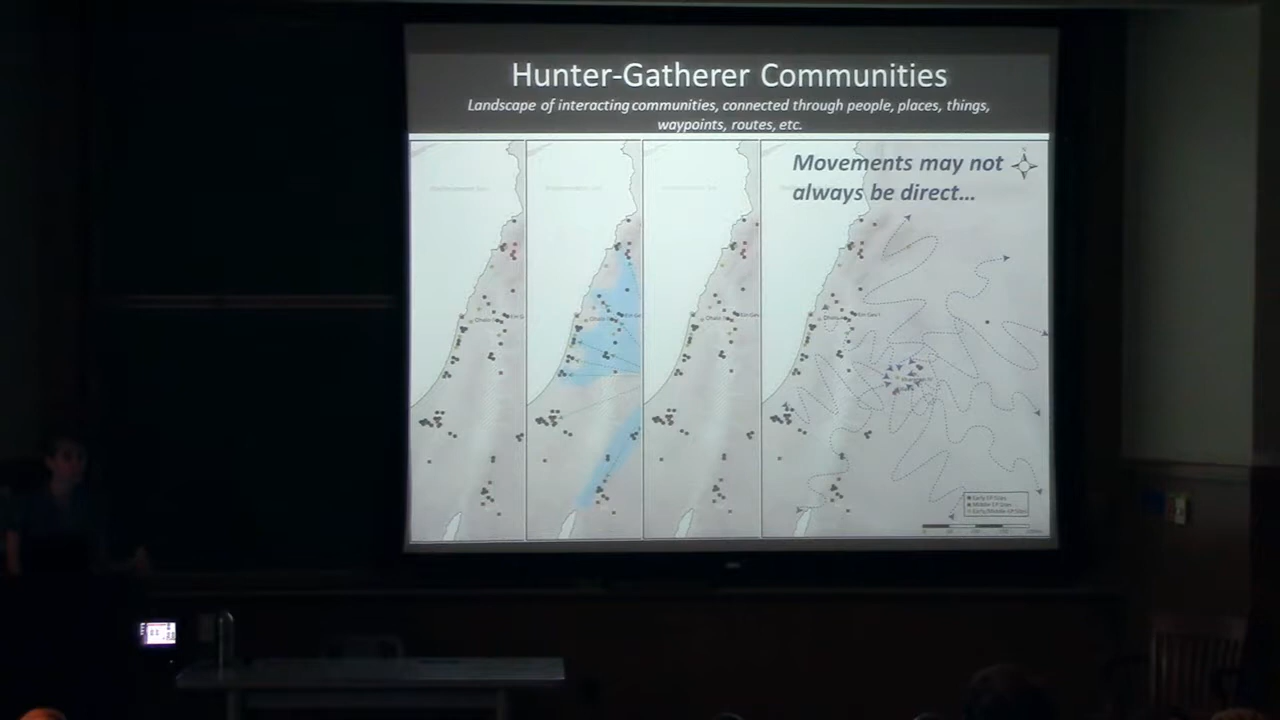 Hunter-Gatherer Communities
Landscape of interacting communities, connected through people, places, things,
waypoints, routes, etc.
Movements may not
always be direct…